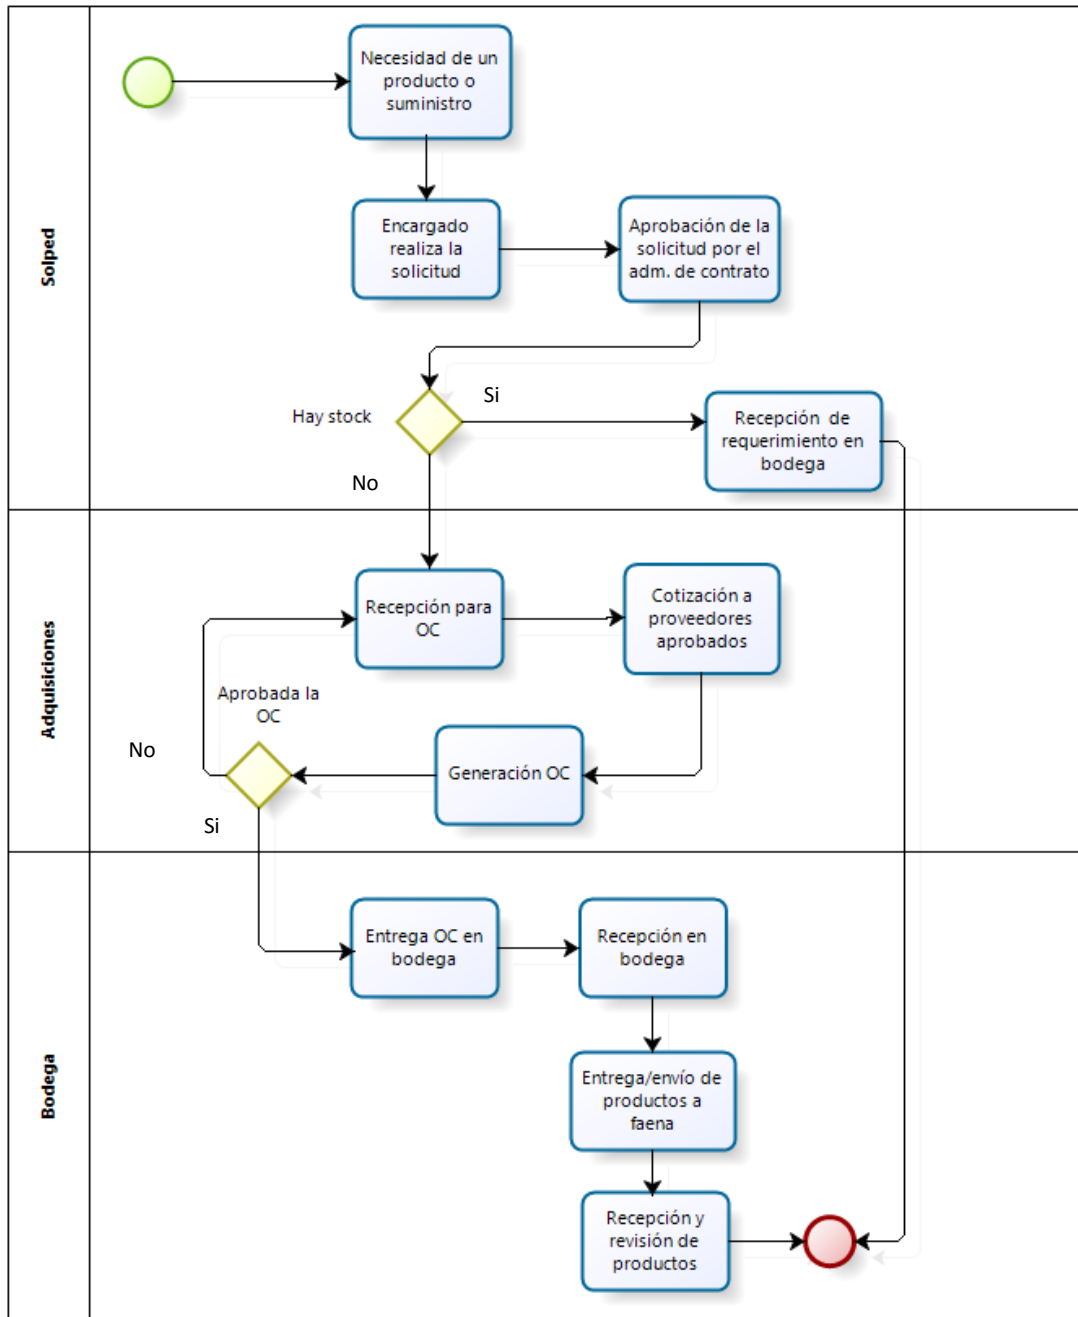 Solped
Necesidad de un
producto o
suministro
Encargado
realiza la
solicitud
Aprobación de la
solicitud por el
adm. de contrato
Hay stock
Si
No
Recepción de
requerimiento en
bodega
Adquisiciones
Recepción para
OC
Cotización a
proveedores
aprobados
Aprobada la
OC
No
Si
Generación OC
Bodega
Entrega OC en
bodega
Recepción en
bodega
Entrega/envío de
productos a
faena
Recepción y
revisión de
productos